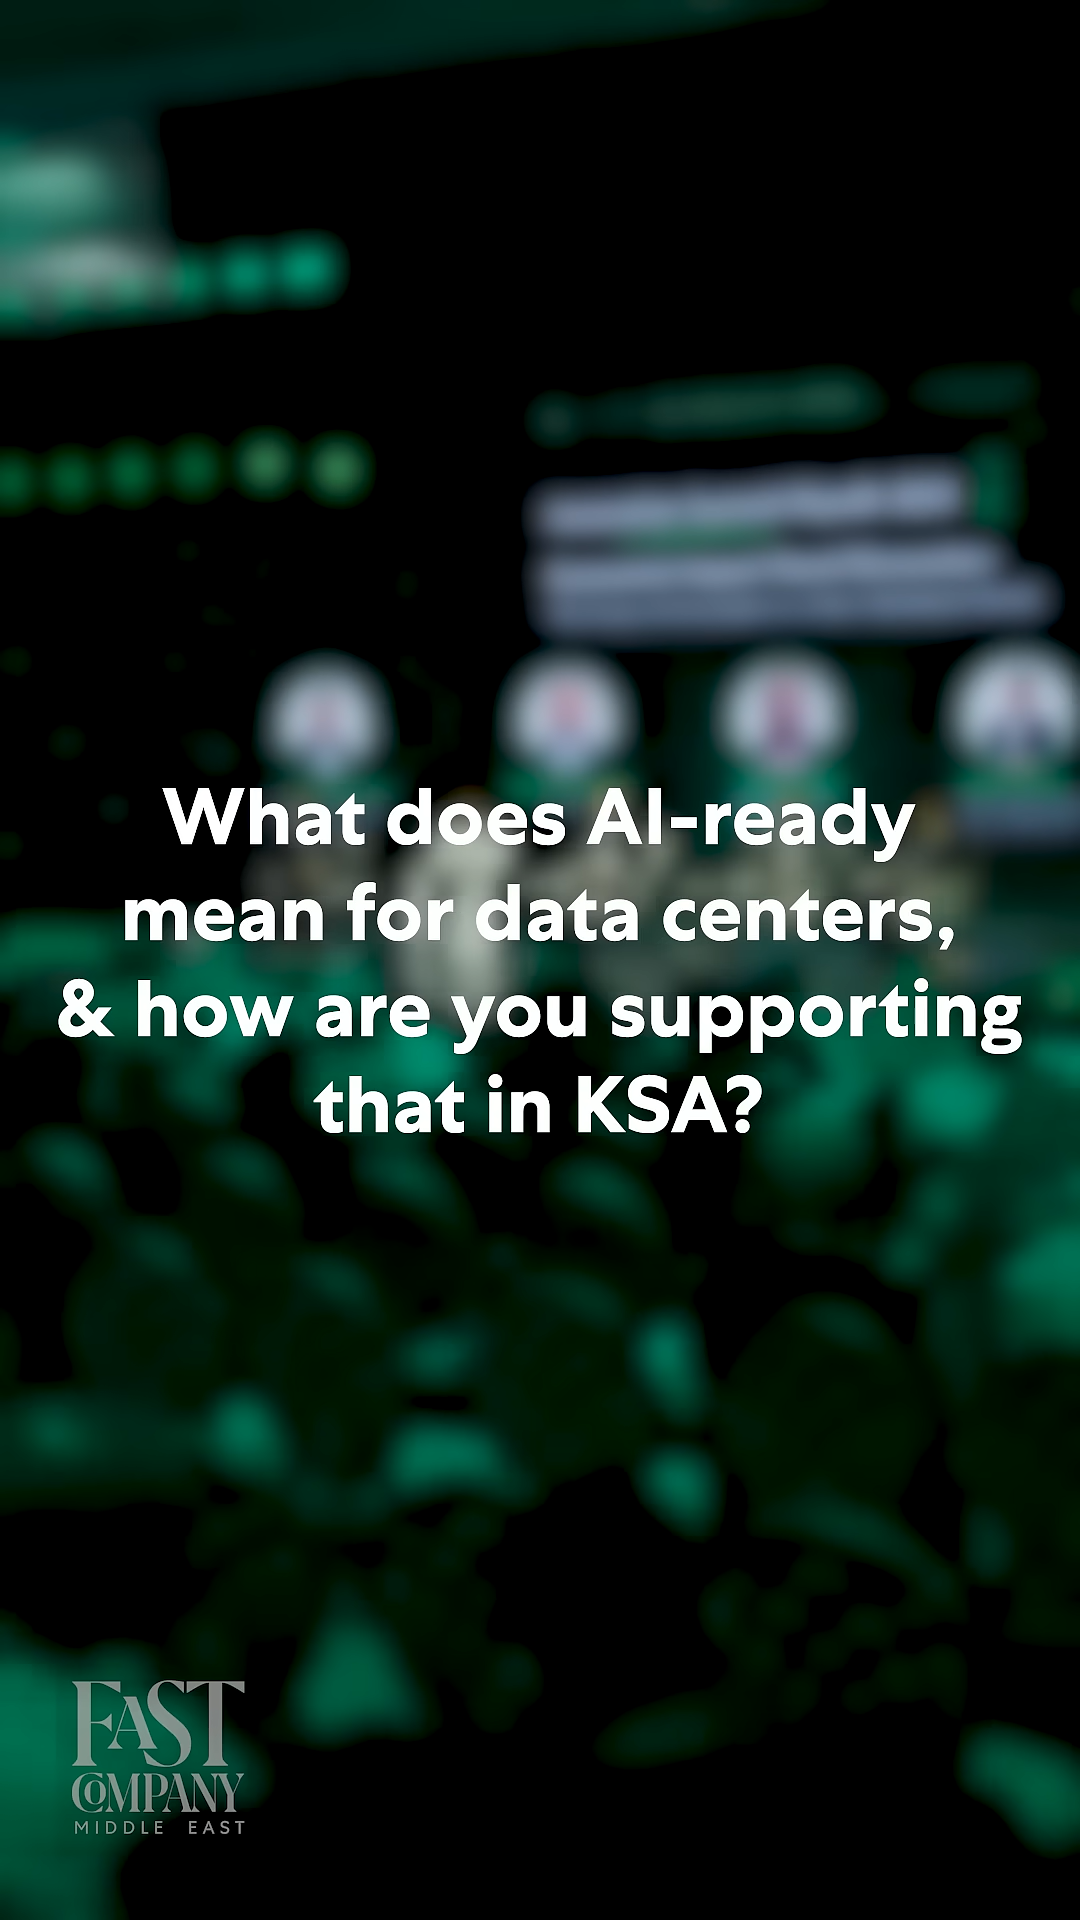 What does AI-ready
mean for data centers,
& how are you supporting
that in KSA?
FAST
COMPANY
MIDDLE EAST